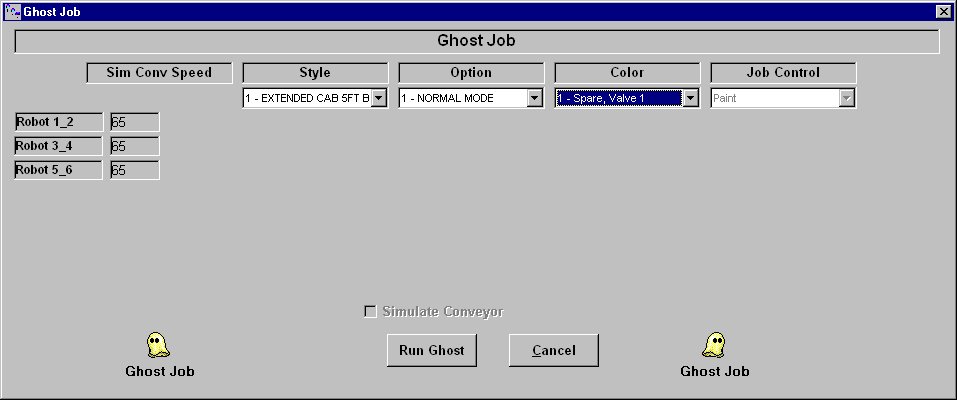 Ghost Job
Ghost Job
Sim Conv Speed Style Option Color Job Control
1 - EXTENDED CAB 5FT B 1 - NORMAL MODE 1 - Spare, Valve 1 Paint
Robot 1_2 65
Robot 3_4 65
Robot 5_6 65
Simulate Conveyor
Run Ghost Cancel
Ghost Job Ghost Job